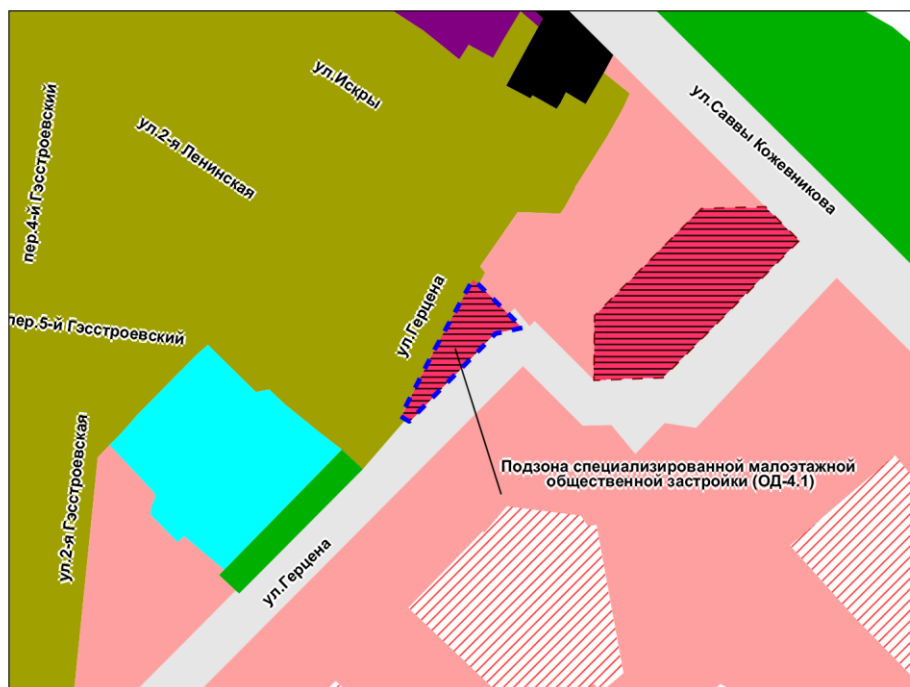 ул.Искры
ул.Саввы Кожевникова
ул.2-я Ленинская
пер.4-й Гэсстроевский
ул.Герцена
пер.5-й Гэсстроевский
ул.2-я Гэсстроевская
Подзона специализированной малоэтажной
общественной застройки (ОД-4.1)
ул.Герцена